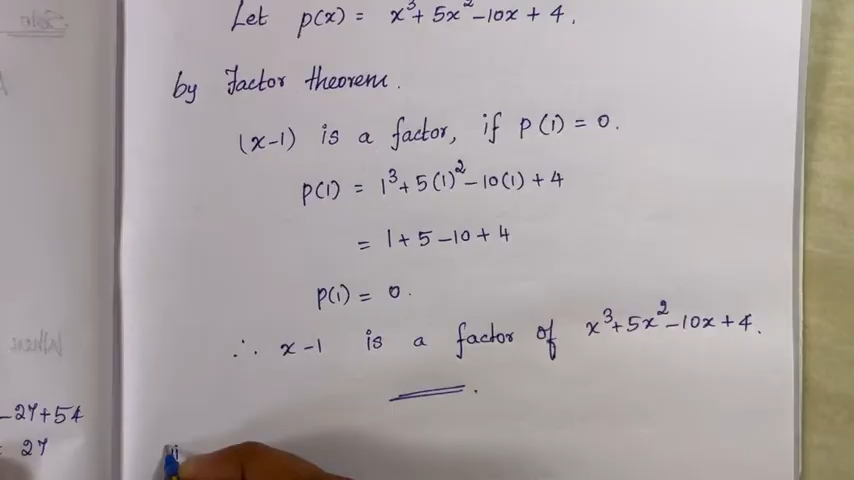 Let p(x) = x³ + 5x² - 10x + 4.
by Factor theorem.
(x-1) is a factor, if p(1) = 0.
p(1) = 1³ + 5(1)² - 10(1) + 4
= 1 + 5 - 10 + 4
p(1) = 0.
∴ x-1 is a factor of x³ + 5x² - 10x + 4.
- 27 + 54
= 27